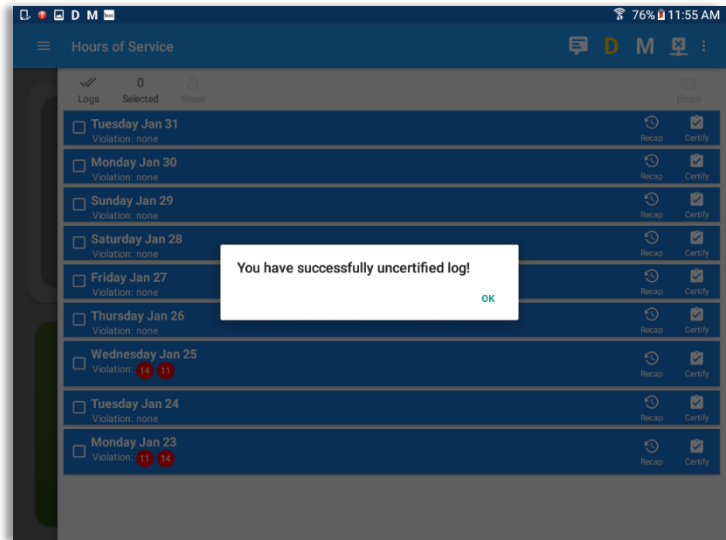 D M
76% 11:55 AM
Hours of Service
D M
0
Logs Selected Reset Email
Tuesday Jan 31
Violation: none
Recap Certify
Monday Jan 30
Violation: none
Recap Certify
Sunday Jan 29
Violation: none
Recap Certify
Saturday Jan 28
Violation: none
Recap Certify
You have successfully uncertified log!
Friday Jan 27
Violation: none
Recap Certify
OK
Thursday Jan 26
Violation: none
Recap Certify
Wednesday Jan 25
Violation: 14 11
Recap Certify
Tuesday Jan 24
Violation: none
Recap Certify
Monday Jan 23
Violation: 11 14
Recap Certify